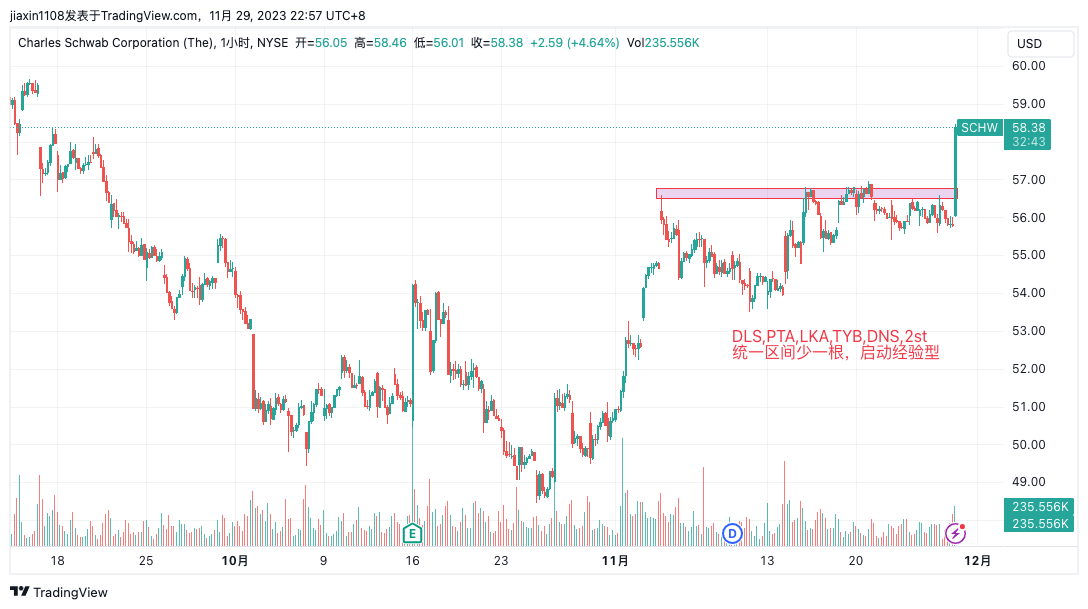 jiaxin1108发表于TradingView.com, 11月 29, 2023 22:57 UTC+8
Charles Schwab Corporation (The), 1小时, NYSE 开=56.05 高=58.46 低=56.01 收=58.38 +2.59 (+4.64%) Vol235.556K
USD
60.00
59.00
SCHW 58.38
32:43
57.00
56.00
55.00
54.00
53.00
DLS,PTA,LKA,TYB,DNS,2st
统一区间少一根，启动经验型
52.00
51.00
50.00
49.00
235.556K
235.556K
E
D
18 25 10月 9 16 23 11月 13 20 12月
TradingView